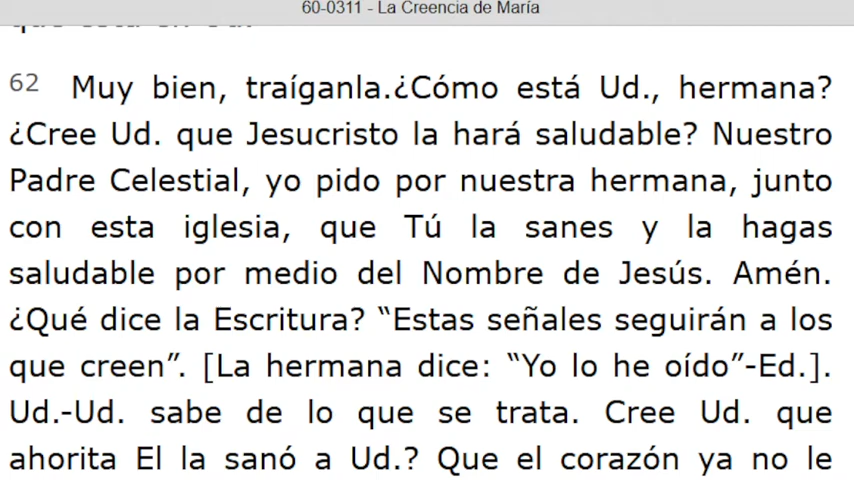 60-0311 - La Creencia de María
62 Muy bien, traíganla.¿Cómo está Ud., hermana?
¿Cree Ud. que Jesucristo la hará saludable? Nuestro
Padre Celestial, yo pido por nuestra hermana, junto
con esta iglesia, que Tú la sanes y la hagas
saludable por medio del Nombre de Jesús. Amén.
¿Qué dice la Escritura? “Estas señales seguirán a los
que creen”. [La hermana dice: “Yo lo he oído”-Ed.].
Ud.-Ud. sabe de lo que se trata. Cree Ud. que
ahorita El la sanó a Ud.? Que el corazón ya no le